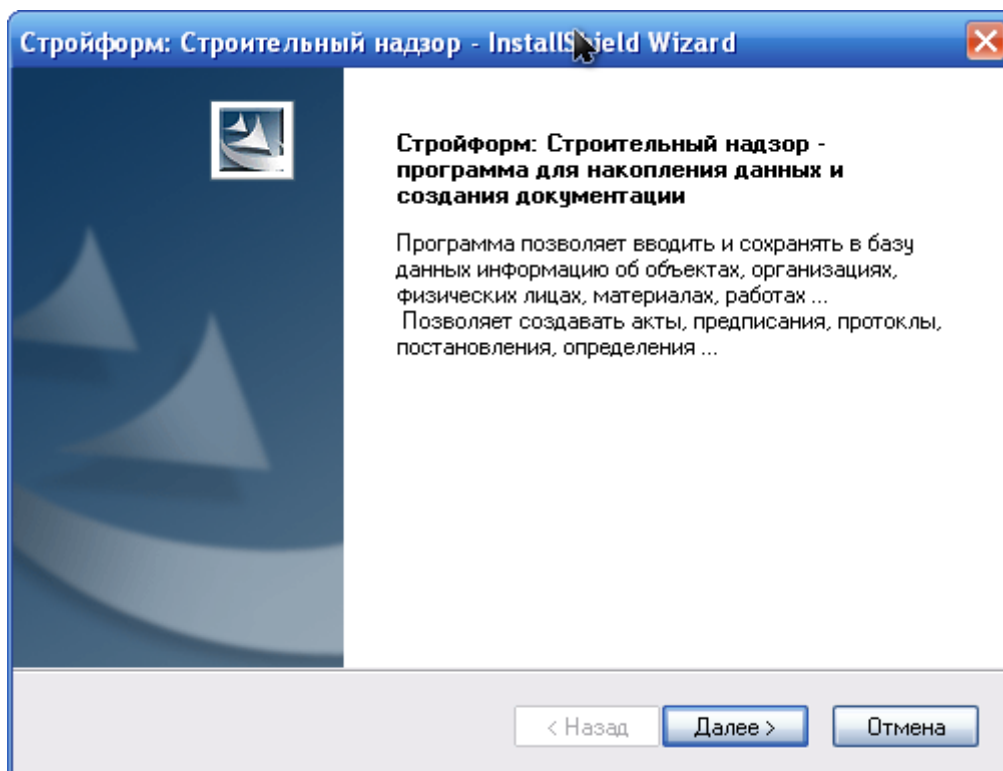 Стройформ: Строительный надзор - InstallShield Wizard
Стройформ: Строительный надзор -
программа для накопления данных и
создания документации
Программа позволяет вводить и сохранять в базу
данных информацию об объектах, организациях,
физических лицах, материалах, работах ...
Позволяет создавать акты, предписания, протоклы,
постановления, определения ...
< Назад
Далее >
Отмена